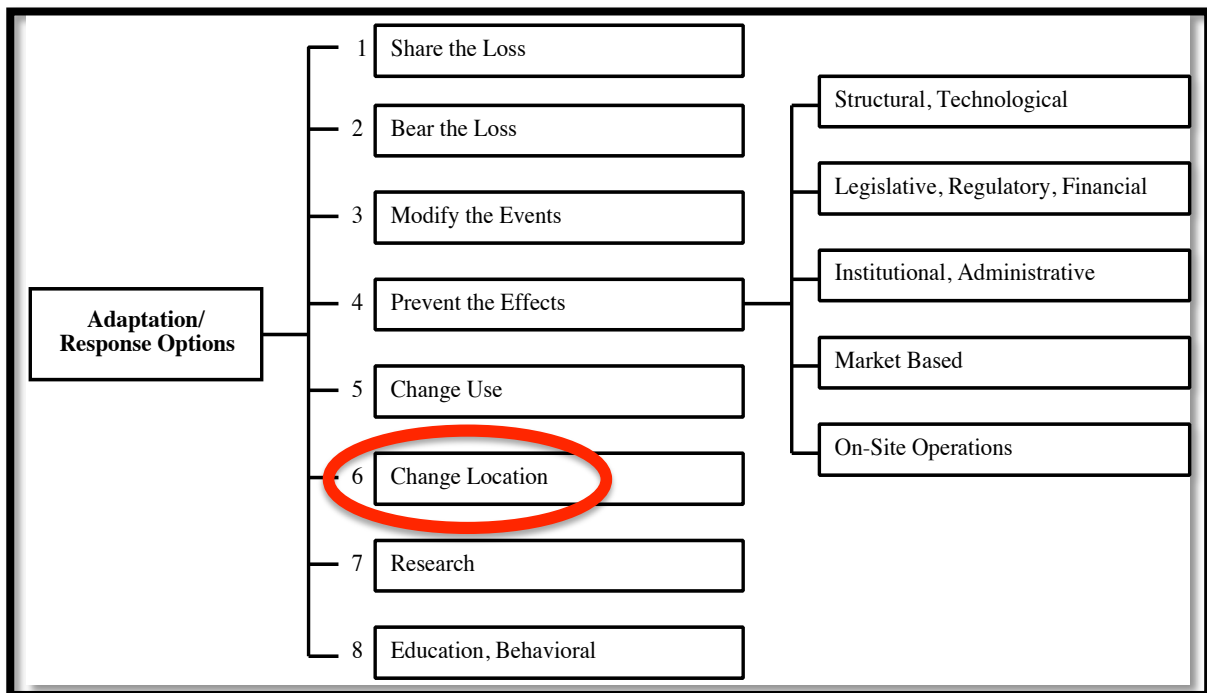 Adaptation/
Response Options
1 Share the Loss
2 Bear the Loss
3 Modify the Events
4 Prevent the Effects
5 Change Use
6 Change Location
7 Research
8 Education, Behavioral
Structural, Technological
Legislative, Regulatory, Financial
Institutional, Administrative
Market Based
On-Site Operations